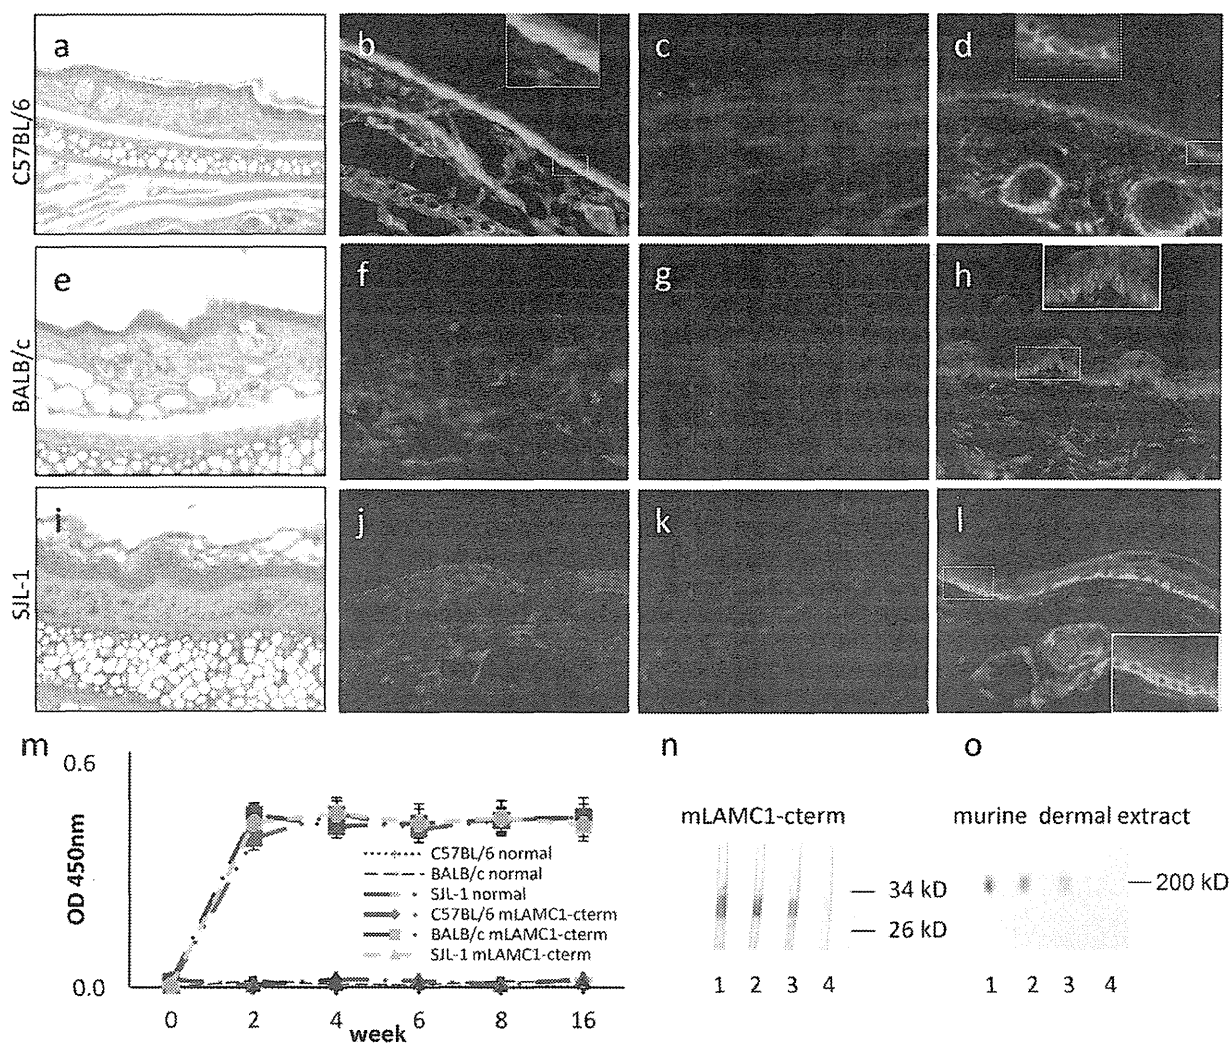 a
b
c
d
C57BL/6
e
f
g
h
BALB/c
i
j
k
l
SJL-1
m
n
o
0.6
mLAMC1-cterm
murine dermal extract
OD 450nm
C57BL/6 normal
BALB/c normal
SJL-1 normal
C57BL/6 mLAMC1-cterm
BALB/c mLAMC1-cterm
SJL-1 mLAMC1-cterm
34 kD
26 kD
200 kD
0.0
1 2 3 4
1 2 3 4
0 2 4 6 8 16
week